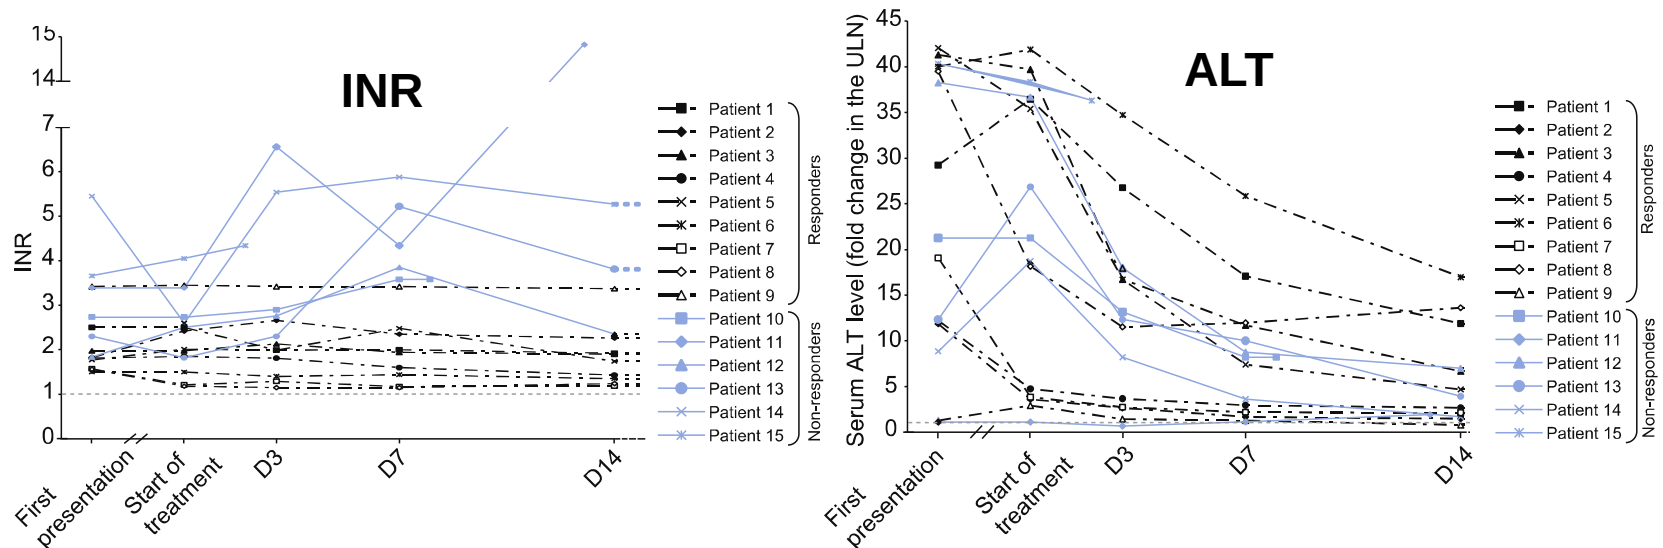 INR
15
14
7
6
5
4
3
2
1
0
INR
First
presentation
Start of
treatment
D3
D7
D14
Patient 1
Patient 2
Patient 3
Patient 4
Patient 5
Patient 6
Patient 7
Patient 8
Patient 9
Patient 10
Patient 11
Patient 12
Patient 13
Patient 14
Patient 15
Responders
Non-responders
ALT
Serum ALT level (fold change in the ULN)
45
40
35
30
25
20
15
10
5
0
First
presentation
Start of
treatment
D3
D7
D14
Patient 1
Patient 2
Patient 3
Patient 4
Patient 5
Patient 6
Patient 7
Patient 8
Patient 9
Patient 10
Patient 11
Patient 12
Patient 13
Patient 14
Patient 15
Responders
Non-responders